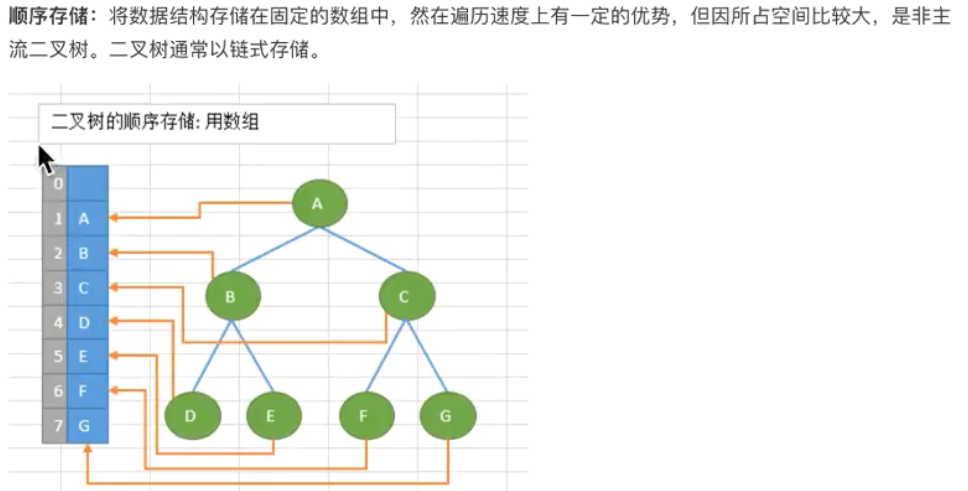 顺序存储：将数据结构存储在固定的数组中，然在遍历速度上有一定的优势，但因所占空间比较大，是非主
流二叉树。二叉树通常以链式存储。
二叉树的顺序存储: 用数组
0
1 A
2 B
3 C
4 D
5 E
6 F
7 G
A
B C
D E F G